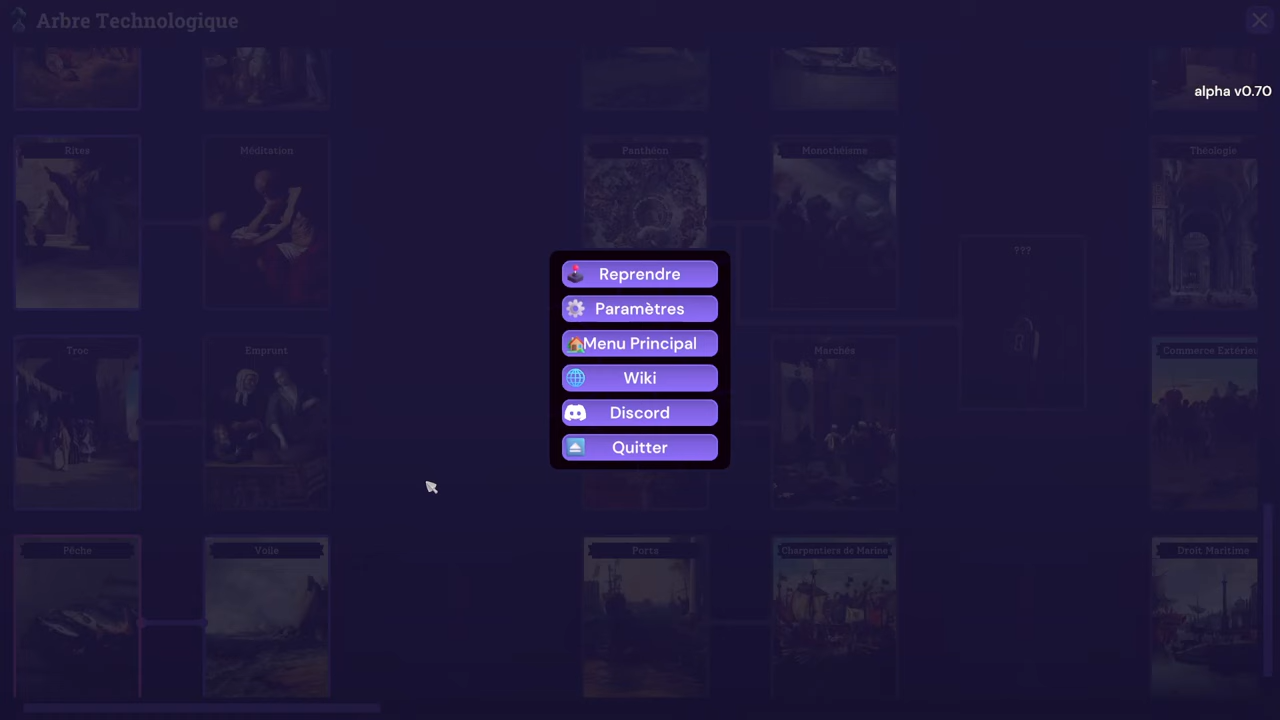 Arbre Technologique
alpha v0.70
Rites
Méditation
Panthéon
Monothéisme
Théologie
???
Reprendre
Paramètres
Menu Principal
Wiki
Discord
Quitter
Troc
Emprunt
Marchés
Commerce Extérieu
Pêche
Voile
Ports
Charpentiers de Marine
Droit Maritime